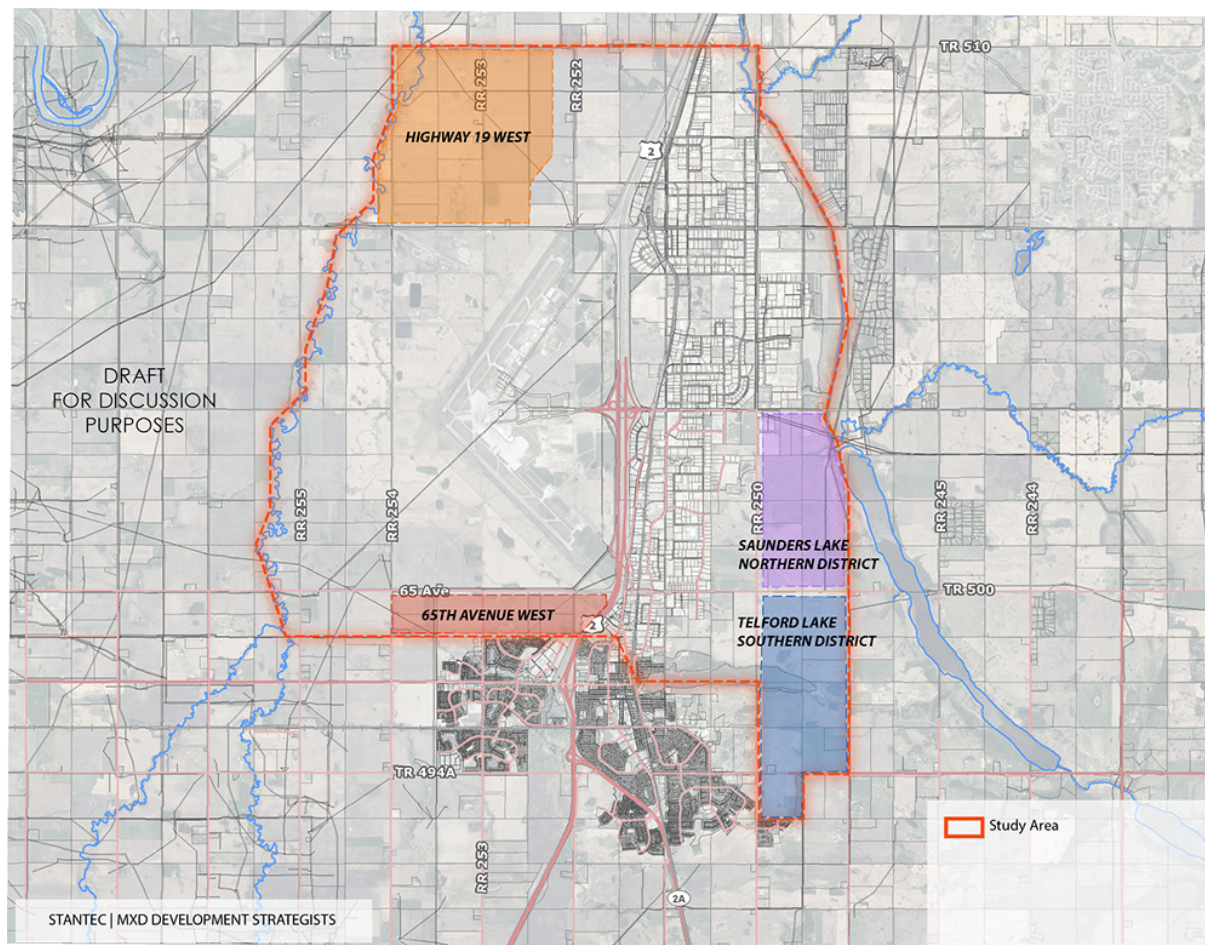 TR 510
RR 253
RR 252
HIGHWAY 19 WEST
2
DRAFT
FOR DISCUSSION
PURPOSES
RR 255
RR 254
RR 250
RR 245
RR 244
SAUNDERS LAKE
NORTHERN DISTRICT
65 Ave
TR 500
65TH AVENUE WEST
2
TELFORD LAKE
SOUTHERN DISTRICT
TR 494A
Study Area
RR 253
2A
STANTEC | MXD DEVELOPMENT STRATEGISTS